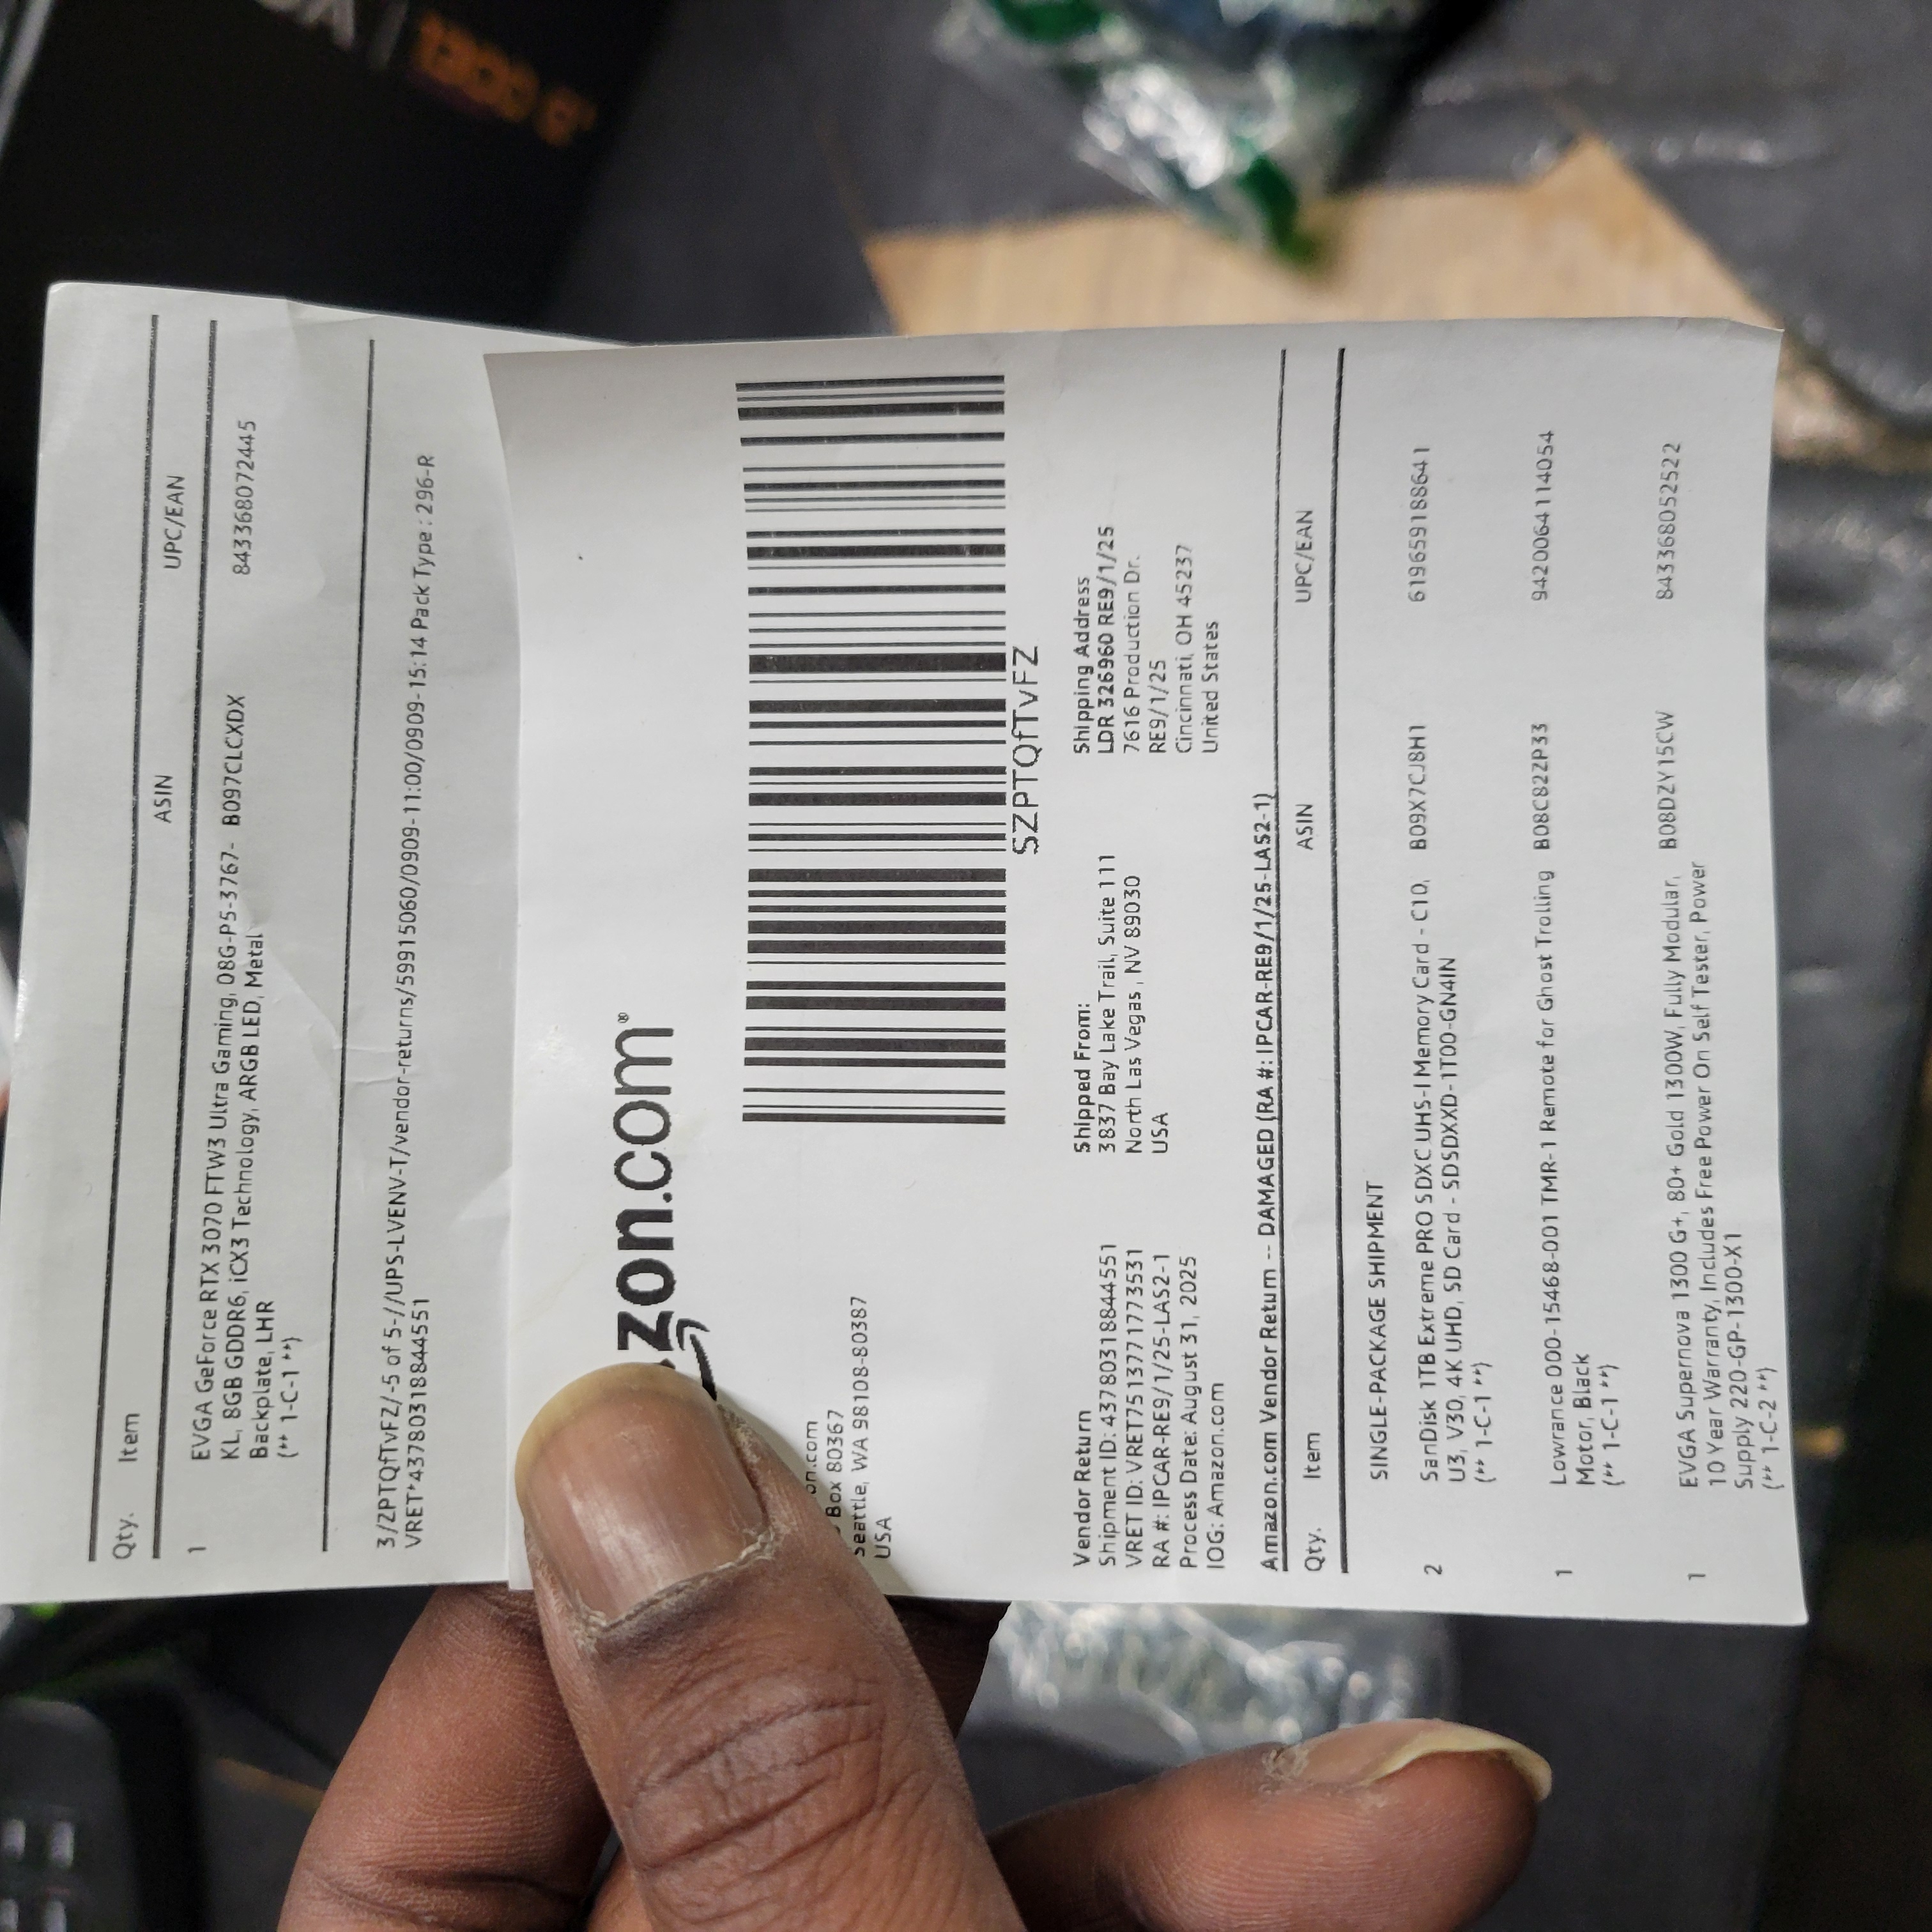 Qty. Item ASIN UPC/EAN
1 EVGA GeForce RTX 3070 FTW3 Ultra Gaming, 08G-P5-3767- B097CLCXDX 843368072445
KL, 8GB GDDR6, iCX3 Technology, ARGB LED, Metal
Backplate, LHR
(** 1-C-1 **)
3/ZPTQfTvFZ/-5 of 5-//UPS-LVENV-T/vendor-returns/59915060/0909-11:00/0909-15:14 Pack Type : 296-R
VRET*43780318844551
zon.com®
SZPTQfTvFZ
on.com
Box 80367
Seattle, WA 98108-80387
USA
Vendor Return
Shipment ID: 43780318844551
VRET ID: VRET7513771773531
RA #: IPCAR-RE9/1/25-LAS2-1
Process Date: August 31, 2025
IOG: Amazon.com
Shipped From:
3837 Bay Lake Trail, Suite 111
North Las Vegas , NV 89030
USA
Shipping Address
LDR 326960 RE9/1/25
7616 Production Dr.
RE9/1/25
Cincinnati, OH 45237
United States
Amazon.com Vendor Return -- DAMAGED (RA #: IPCAR-RE9/1/25-LAS2-1)
Qty. Item ASIN UPC/EAN
SINGLE-PACKAGE SHIPMENT
2 SanDisk 1TB Extreme PRO SDXC UHS-I Memory Card - C10, B09X7CJ8H1 619659188641
U3, V30, 4K UHD, SD Card - SDSDXXD-1T00-GN4IN
(** 1-C-1 **)
1 Lowrance 000-15468-001 TMR-1 Remote for Ghost Trolling B08C82ZP33 9420064114054
Motor, Black
(** 1-C-1 **)
1 EVGA Supernova 1300 G+, 80+ Gold 1300W, Fully Modular, B08DZY15CW 843368052522
10 Year Warranty, Includes Free Power On Self Tester, Power
Supply 220-GP-1300-X1
(** 1-C-2 **)
1300 G+